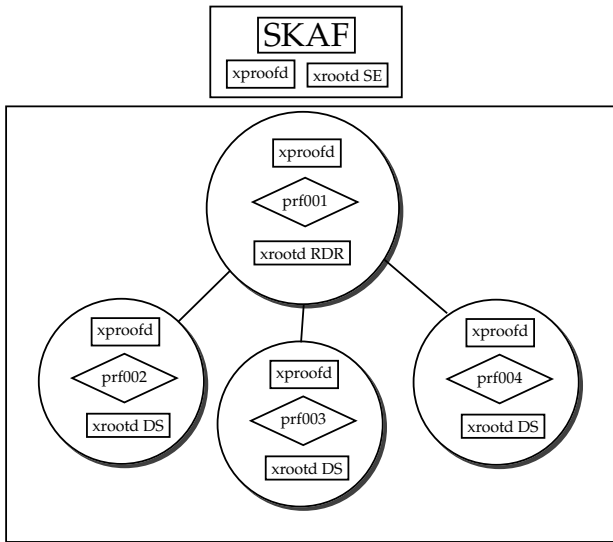 SKAF
xproofd xrootd SE
xproofd
prf001
xrootd RDR
xproofd
prf002
xrootd DS
xproofd
prf003
xrootd DS
xproofd
prf004
xrootd DS